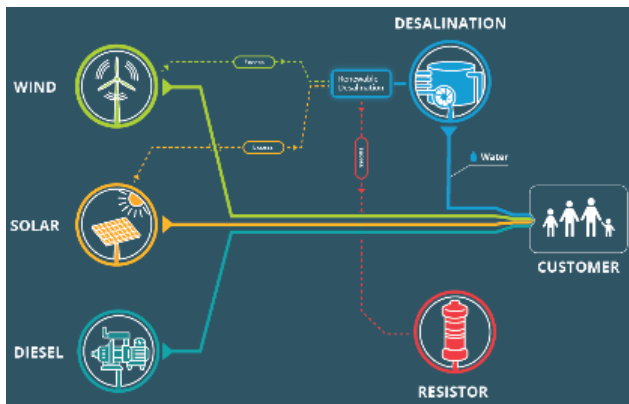 DESALINATION
WIND
Excess
Renewable
Desalination
Excess
Excess
Water
SOLAR
CUSTOMER
DIESEL
RESISTOR